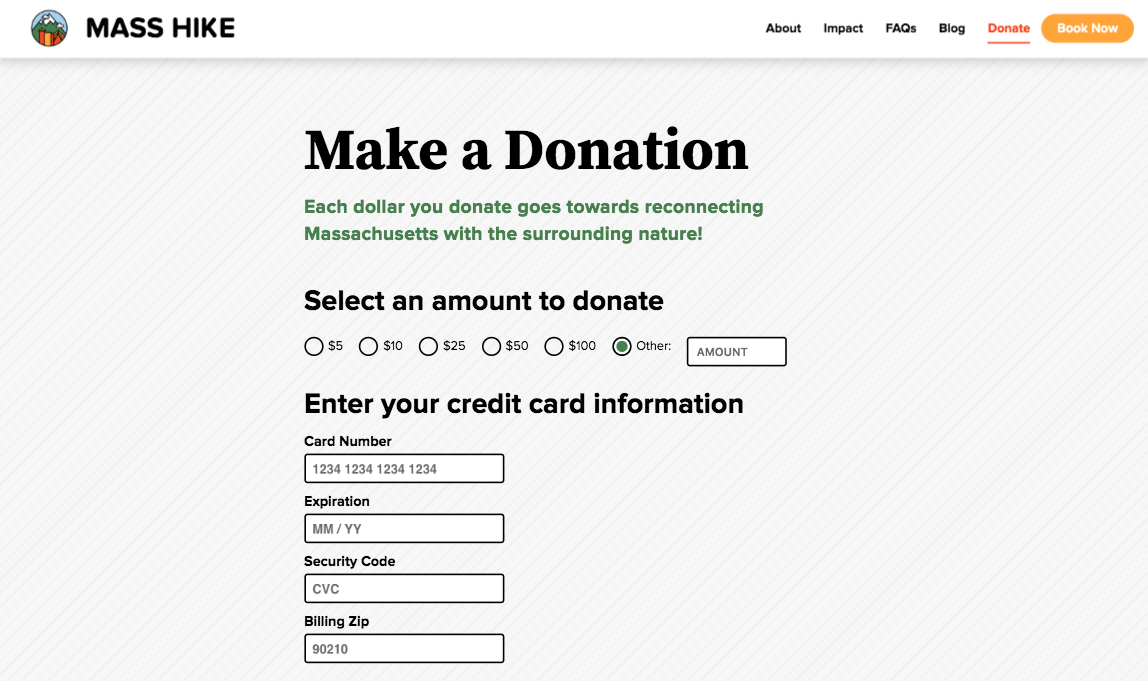 MASS HIKE
About Impact FAQs Blog Donate Book Now
Make a Donation
Each dollar you donate goes towards reconnecting
Massachusetts with the surrounding nature!
Select an amount to donate
$5 $10 $25 $50 $100 Other: AMOUNT
Enter your credit card information
Card Number
1234 1234 1234 1234
Expiration
MM / YY
Security Code
CVC
Billing Zip
90210